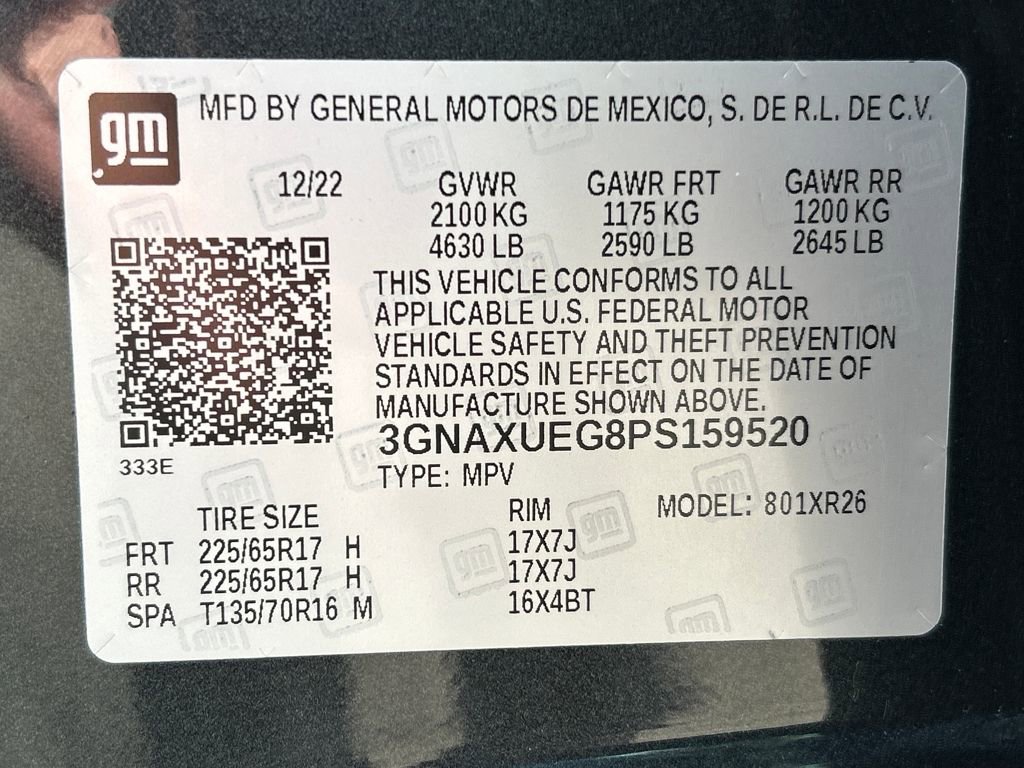 gm
MFD BY GENERAL MOTORS DE MEXICO, S. DE R.L. DE C.V.
12/22 GVWR GAWR FRT GAWR RR
2100 KG 1175 KG 1200 KG
4630 LB 2590 LB 2645 LB
THIS VEHICLE CONFORMS TO ALL
APPLICABLE U.S. FEDERAL MOTOR
VEHICLE SAFETY AND THEFT PREVENTION
STANDARDS IN EFFECT ON THE DATE OF
MANUFACTURE SHOWN ABOVE.
3GNAXUEG8PS159520
333E
TYPE: MPV
TIRE SIZE RIM MODEL: 801XR26
FRT 225/65R17 H 17X7J
RR 225/65R17 H 17X7J
SPA T135/70R16 M 16X4BT